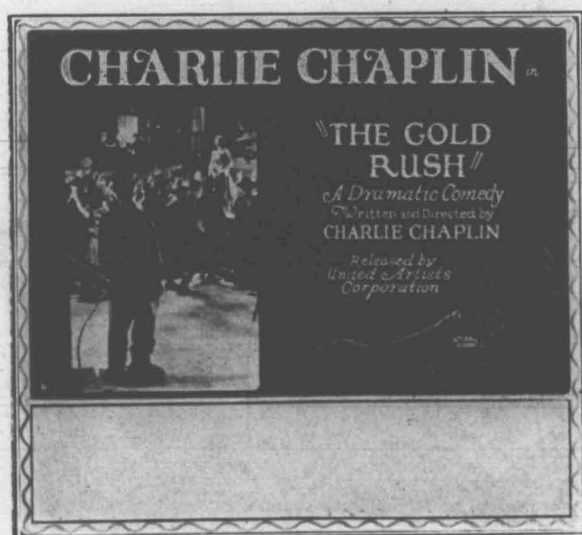 CHARLIE CHAPLIN in
"THE GOLD
RUSH"
A Dramatic Comedy
Written and Directed by
CHARLIE CHAPLIN
Released by
United Artists
Corporation